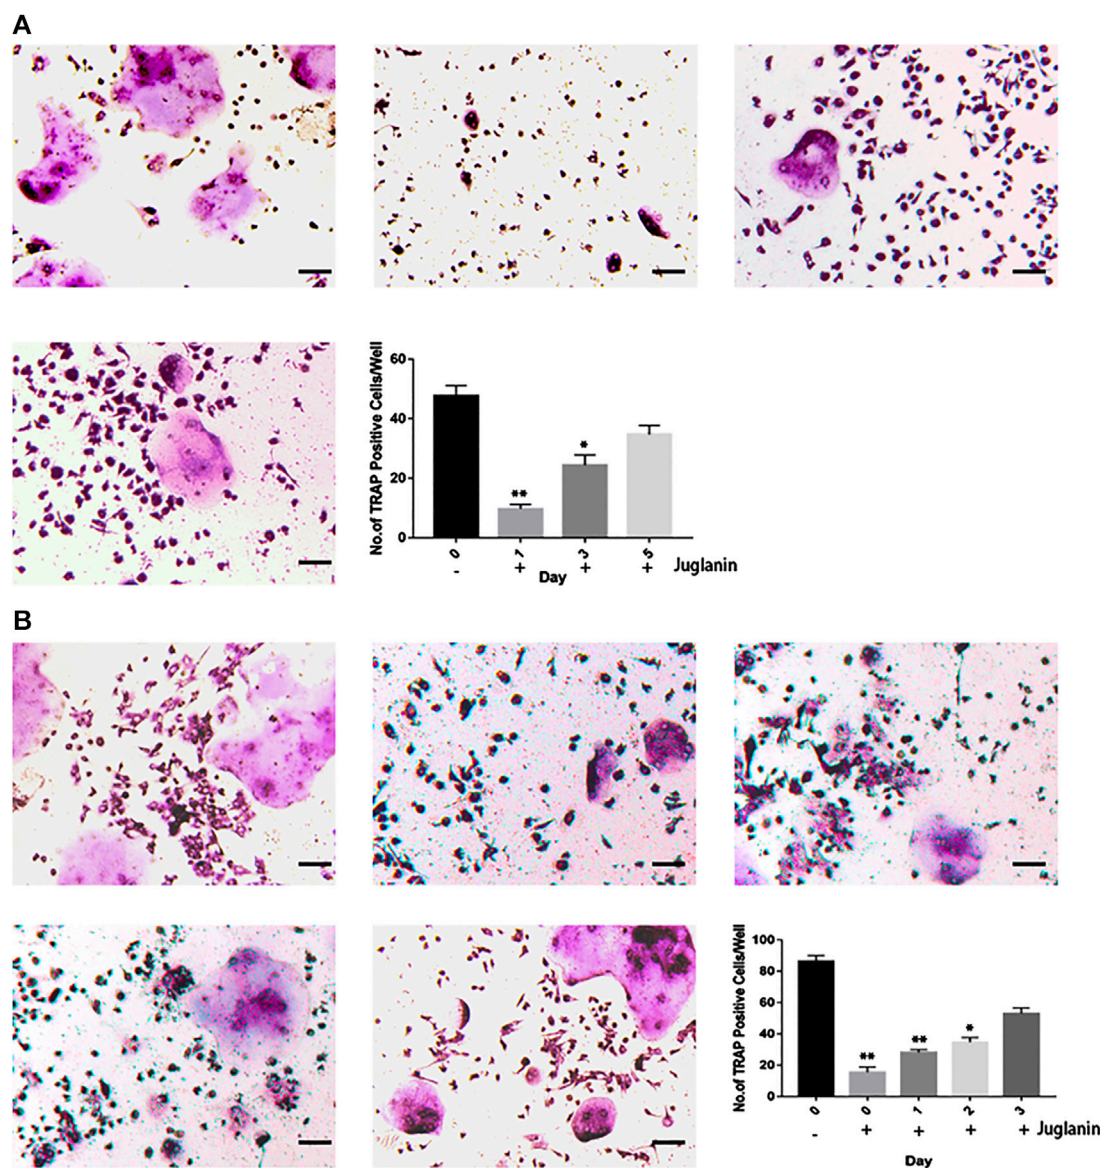 A
No.of TRAP Positive Cells/Well
60
40
20
0
**
*
0 1 3 5
- + + + Juglanin
Day
B
No.of TRAP Positive Cells/Well
100
80
60
40
20
0
**
**
*
0 0 1 2 3
- + + + + Juglanin
Day